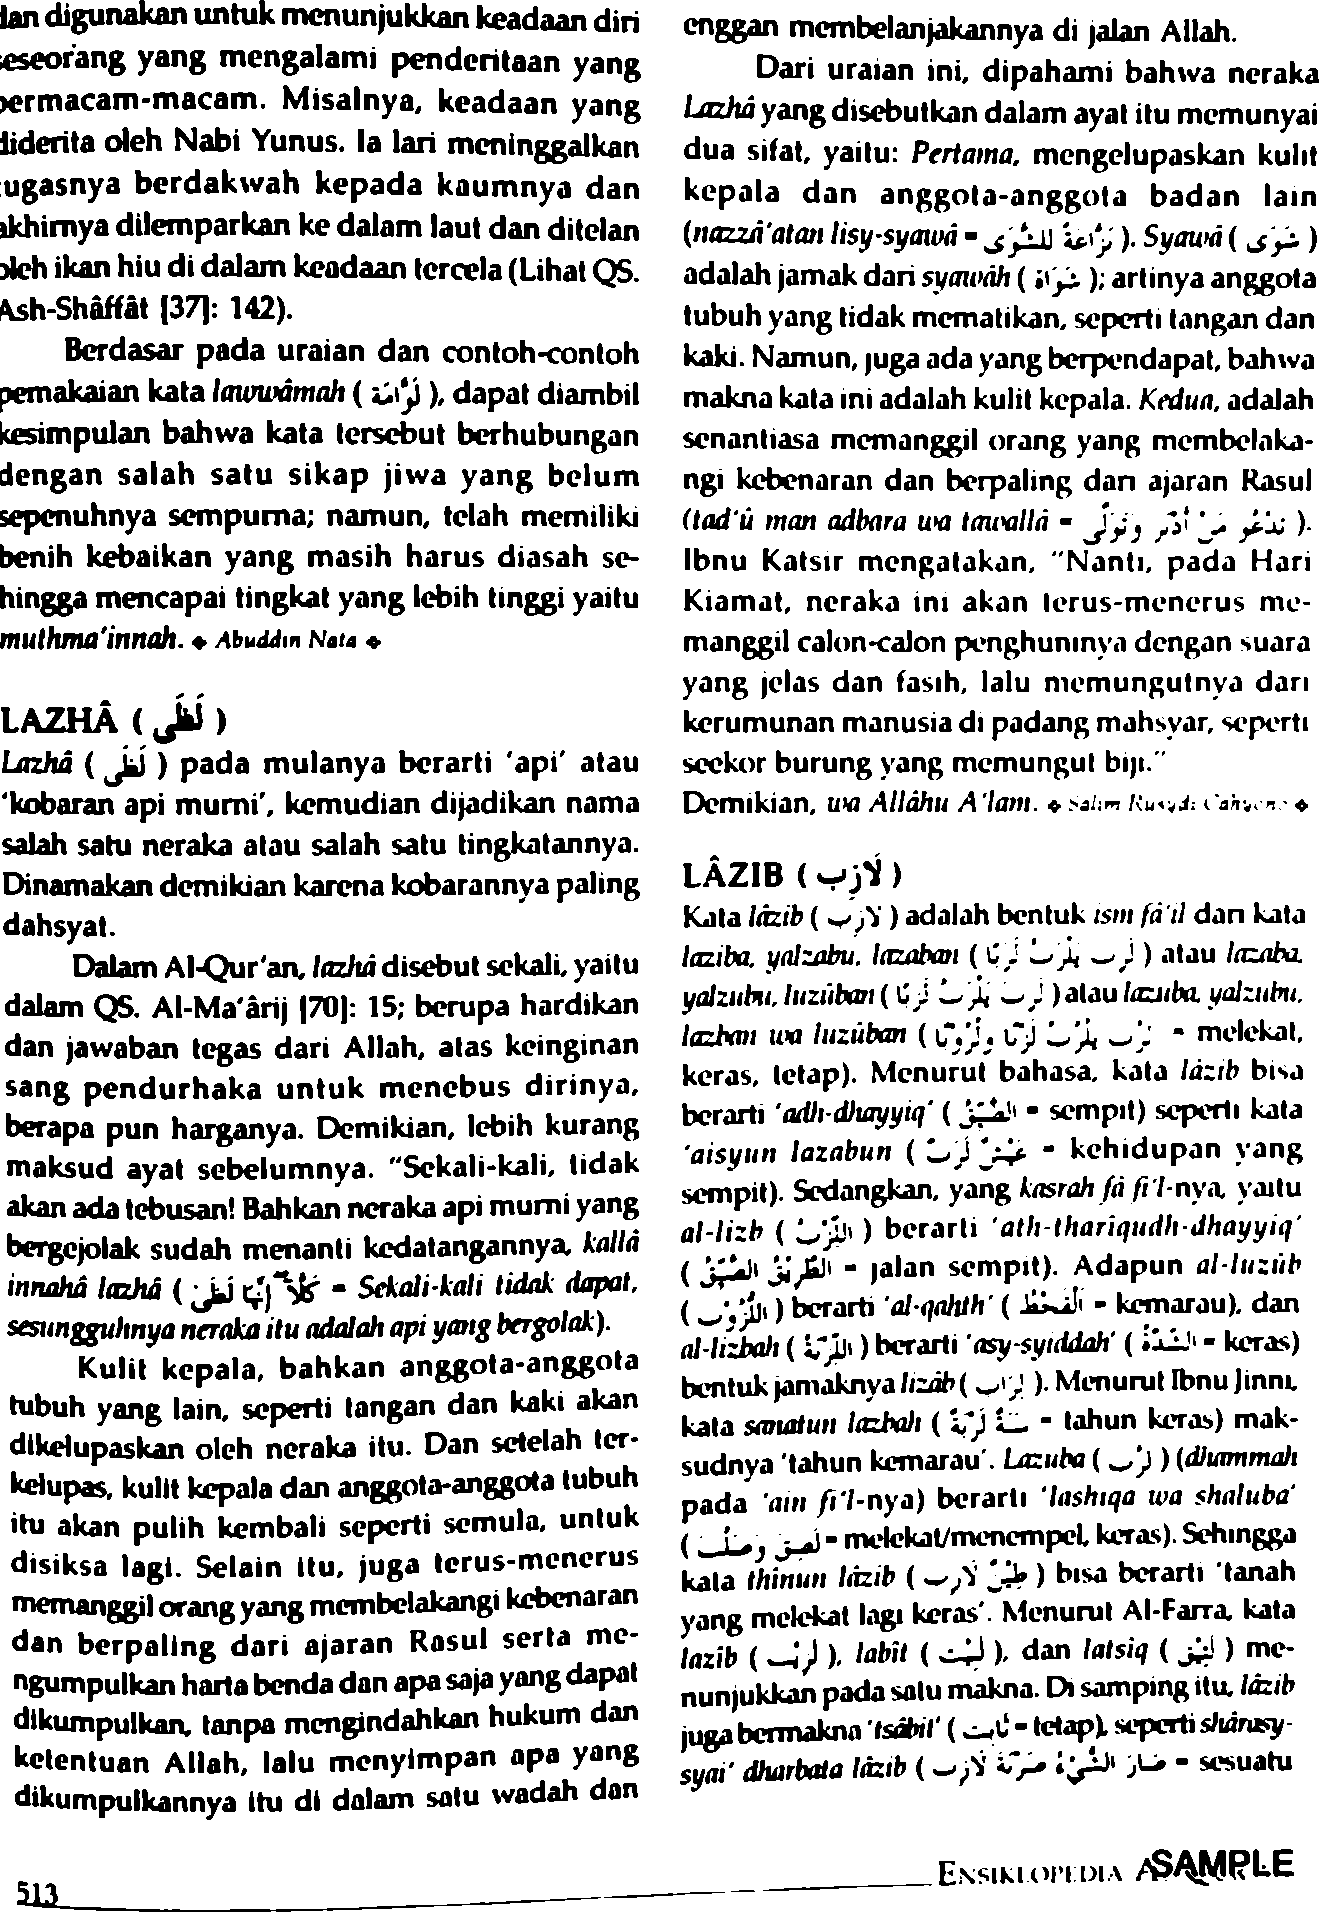 dan digunakan untuk menunjukkan keadaan diri
seseorang yang mengalami penderitaan yang
bermacam-macam. Misalnya, keadaan yang
diderita oleh Nabi Yunus. Ia lari meninggalkan
tugasnya berdakwah kepada kaumnya dan
akhirnya dilemparkan ke dalam laut dan ditelan
oleh ikan hiu di dalam keadaan tercela (Lihat QS.
Ash-Shâffât [37]: 142).
Berdasar pada uraian dan contoh-contoh
pemakaian kata lawwâmah ( لَوَّامَة ), dapat diambil
kesimpulan bahwa kata tersebut berhubungan
dengan salah satu sikap jiwa yang belum
sepenuhnya sempurna; namun, telah memiliki
benih kebaikan yang masih harus diasah se-
hingga mencapai tingkat yang lebih tinggi yaitu
muthma'innah. ◆ Abuddin Nata ◆
LAZHÂ ( لَظَى )
Lazhâ ( لَظَى ) pada mulanya berarti 'api' atau
'kobaran api murni', kemudian dijadikan nama
salah satu neraka atau salah satu tingkatannya.
Dinamakan demikian karena kobarannya paling
dahsyat.
Dalam Al-Qur'an, lazhâ disebut sekali, yaitu
dalam QS. Al-Ma'ârij [70]: 15; berupa hardikan
dan jawaban tegas dari Allah, atas keinginan
sang pendurhaka untuk menebus dirinya,
berapa pun harganya. Demikian, lebih kurang
maksud ayat sebelumnya. "Sekali-kali, tidak
akan ada tebusan! Bahkan neraka api murni yang
bergejolak sudah menanti kedatangannya, kallâ
innahâ lazhâ ( كَلَّا إِنَّهَا لَظَى = Sekali-kali tidak dapat,
sesungguhnya neraka itu adalah api yang bergolak).
Kulit kepala, bahkan anggota-anggota
tubuh yang lain, seperti tangan dan kaki akan
dikelupaskan oleh neraka itu. Dan setelah ter-
kelupas, kulit kepala dan anggota-anggota tubuh
itu akan pulih kembali seperti semula, untuk
disiksa lagi. Selain itu, juga terus-menerus
memanggil orang yang membelakangi kebenaran
dan berpaling dari ajaran Rasul serta me-
ngumpulkan harta benda dan apa saja yang dapat
dikumpulkan, tanpa mengindahkan hukum dan
ketentuan Allah, lalu menyimpan apa yang
dikumpulkannya itu di dalam satu wadah dan
enggan membelanjakannya di jalan Allah.
Dari uraian ini, dipahami bahwa neraka
Lazhâ yang disebutkan dalam ayat itu memunyai
dua sifat, yaitu: Pertama, mengelupaskan kulit
kepala dan anggota-anggota badan lain
(nazzâ'atan lisy-syawâ = نَزَّاعَةً لِلشَّوَى ). Syawâ ( شَوَى )
adalah jamak dari syawâh ( شَوَاة ); artinya anggota
tubuh yang tidak mematikan, seperti tangan dan
kaki. Namun, juga ada yang berpendapat, bahwa
makna kata ini adalah kulit kepala. Kedua, adalah
senantiasa memanggil orang yang membelaka-
ngi kebenaran dan berpaling dari ajaran Rasul
(tad'û man adbara wa tawallâ = تَدْعُو مَنْ أَدْبَرَ وَتَوَلَّى ).
Ibnu Katsir mengatakan, "Nanti, pada Hari
Kiamat, neraka ini akan terus-menerus me-
manggil calon-calon penghuninya dengan suara
yang jelas dan fasih, lalu memungutnya dari
kerumunan manusia di padang mahsyar, seperti
seekor burung yang memungut biji."
Demikian, wa Allâhu A'lam. ◆ Salim Rusydi Cahyono ◆
LÂZIB ( لَازِب )
Kata lâzib ( لَازِب ) adalah bentuk ism fâ'il dari kata
laziba, yalzabu, lazaban ( لَزِبَ يَلْزَبُ لَزَبًا ) atau lazaba,
yalzubu, luzûban ( لَزَبَ يَلْزُبُ لُزُوبًا ) atau lazuba, yalzubu,
lazban wa luzûban ( لَزُبَ يَلْزُبُ لَزْبًا وَلُزُوبًا = melekat,
keras, tetap). Menurut bahasa, kata lâzib bisa
berarti 'adh-dhayyiq' ( الضَّيِّق = sempit) seperti kata
'aisyun lazabun ( عَيْشٌ لَزَبٌ = kehidupan yang
sempit). Sedangkan, yang kasrah fâ fi'l-nya, yaitu
al-lizb ( اللِّزْبُ ) berarti 'ath-tharîqudh-dhayyiq'
( الطَّرِيْقُ الضَّيِّقُ = jalan sempit). Adapun al-luzûb
( اللُّزُوب ) berarti 'al-qahth' ( القَحْط = kemarau), dan
al-lizbah ( اللِّزْبَة ) berarti 'asy-syiddah' ( الشِّدَّة = keras)
bentuk jamaknya lizâb ( لِزَاب ). Menurut Ibnu Jinni,
kata sanatun lazbah ( سَنَةٌ لَزْبَةٌ = tahun keras) mak-
sudnya 'tahun kemarau'. Lazuba ( لَزُبَ ) (dhammah
pada 'ain fi'l-nya) berarti 'lashiqa wa shaluba'
( لَصِقَ وَصَلُبَ = melekat/menempel, keras). Sehingga
kata thinun lâzib ( طِيْنٌ لَازِب ) bisa berarti 'tanah
yang melekat lagi keras'. Menurut Al-Farra, kata
lazib
nunjukkan pada satu makna. Di samping itu, lâzib
juga bermakna 'tsâbit' ( ثَابِت = tetap), seperti shârasy-
syai' dharbata lâzib ( صَارَ الشَّيْءُ ضَرْبَةَ لَازِب = sesuatu
513
ENSIKLOPEDIA
SAMPLE